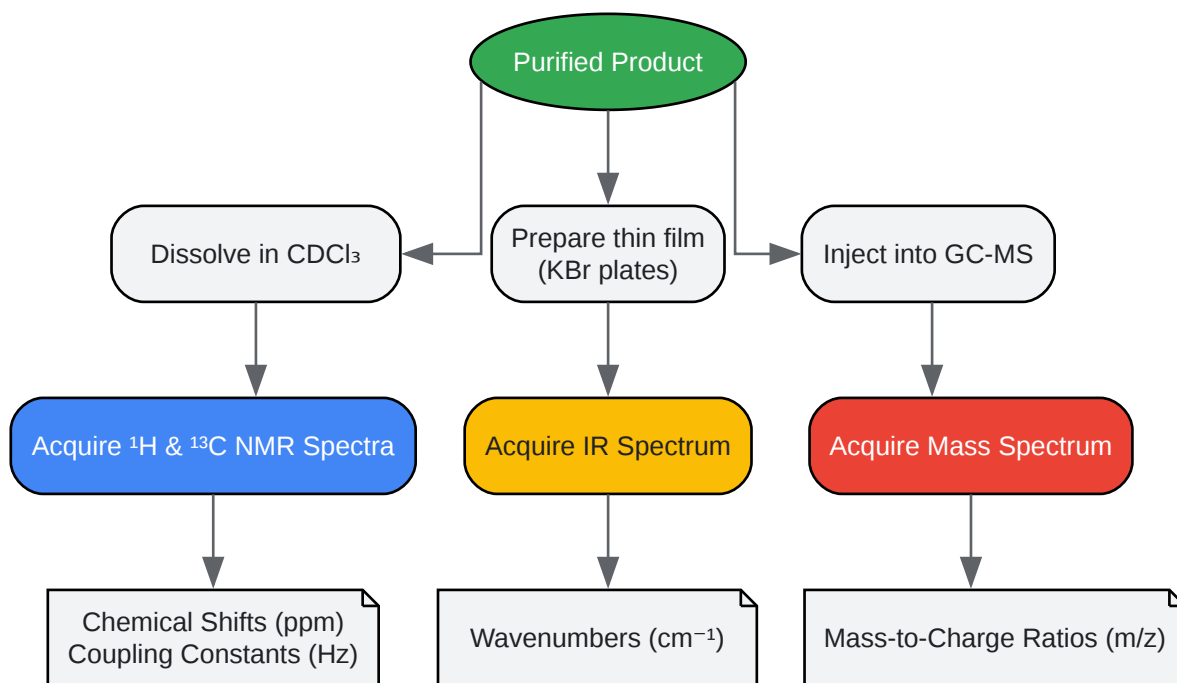 Purified Product
Dissolve in CDCl₃
Prepare thin film
(KBr plates)
Inject into GC-MS
Acquire ¹H & ¹³C NMR Spectra
Acquire IR Spectrum
Acquire Mass Spectrum
Chemical Shifts (ppm)
Coupling Constants (Hz)
Wavenumbers (cm⁻¹)
Mass-to-Charge Ratios (m/z)